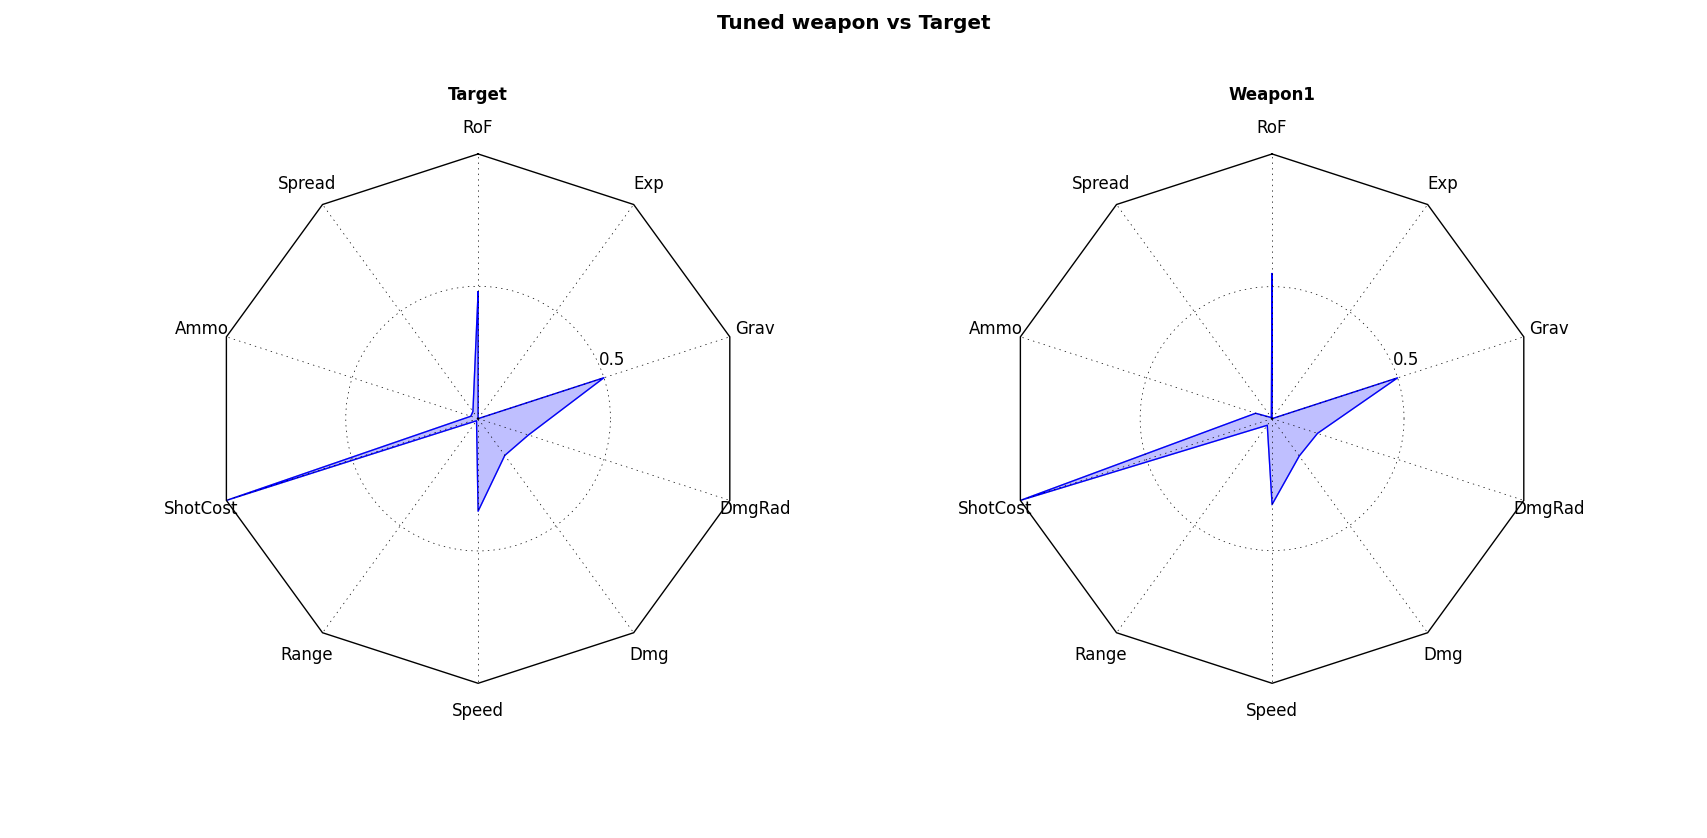 Tuned weapon vs Target
Target
RoF
Spread
Exp
Ammo
Grav
0.5
ShotCost
DmgRad
Range
Dmg
Speed
Weapon1
RoF
Spread
Exp
Ammo
Grav
0.5
ShotCost
DmgRad
Range
Dmg
Speed